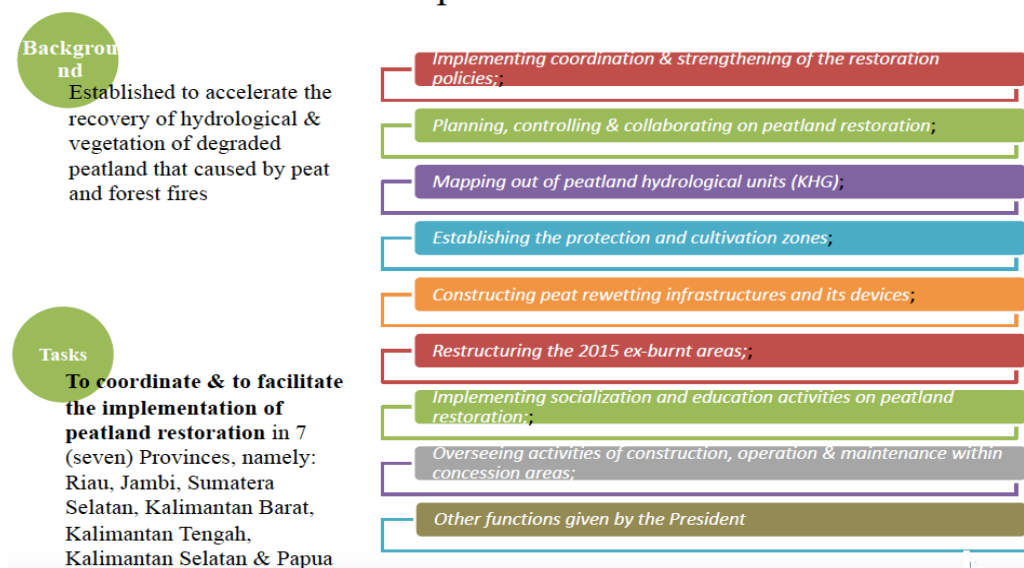 Backgrou
nd
Established to accelerate the
recovery of hydrological &
vegetation of degraded
peatland that caused by peat
and forest fires
Tasks
To coordinate & to facilitate
the implementation of
peatland restoration in 7
(seven) Provinces, namely:
Riau, Jambi, Sumatera
Selatan, Kalimantan Barat,
Kalimantan Tengah,
Kalimantan Selatan & Papua
Implementing coordination & strengthening of the restoration
policies;;
Planning, controlling & collaborating on peatland restoration;
Mapping out of peatland hydrological units (KHG);
Establishing the protection and cultivation zones;
Constructing peat rewetting infrastructures and its devices;
Restructuring the 2015 ex-burnt areas;;
Implementing socialization and education activities on peatland
restoration;;
Overseeing activities of construction, operation & maintenance within
concession areas;
Other functions given by the President